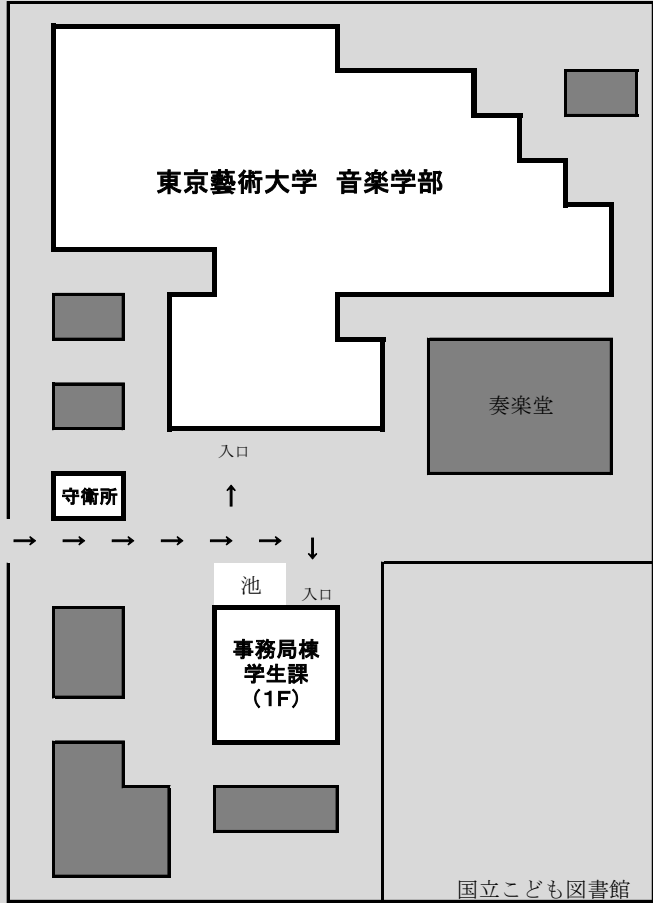 東京藝術大学 音楽学部
奏楽堂
入口
↑
守衛所
→ → → → → → ↓
池
入口
事務局棟
学生課
(1F)
国立こども図書館